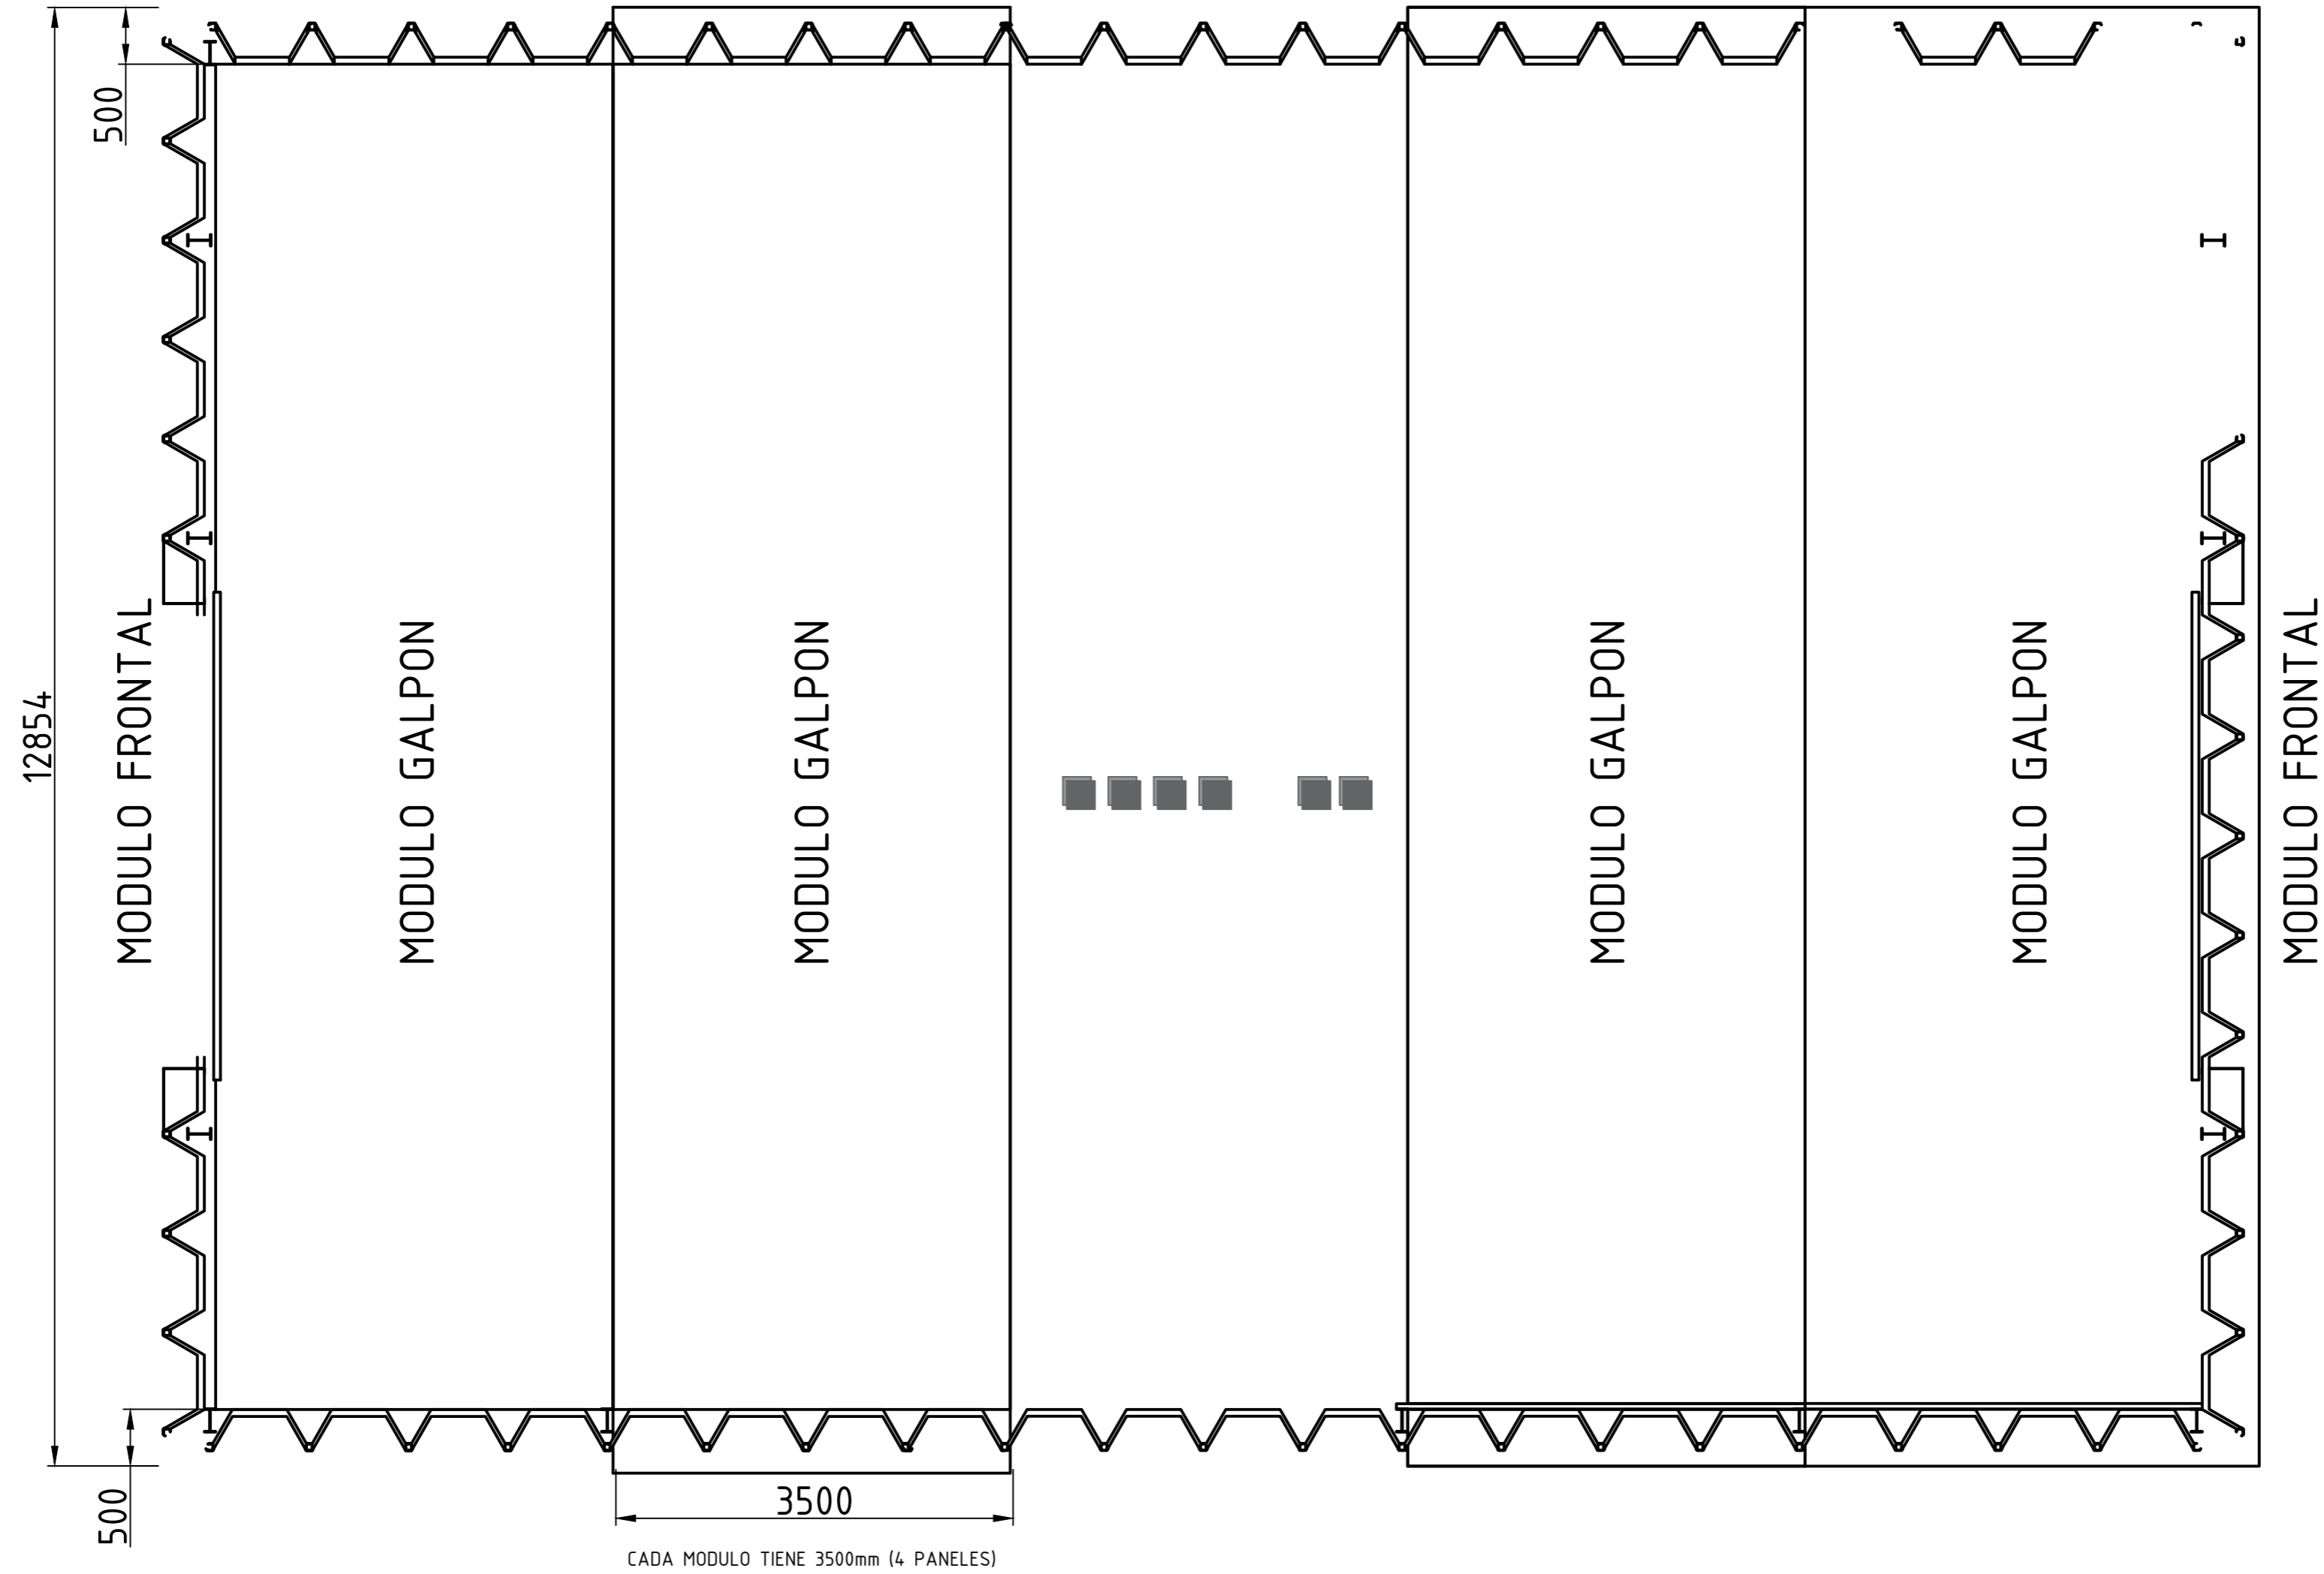 500
12854
MODULO FRONTAL
MODULO GALPON
MODULO GALPON
MODULO GALPON
MODULO GALPON
MODULO FRONTAL
500
3500
CADA MODULO TIENE 3500mm (4 PANELES)